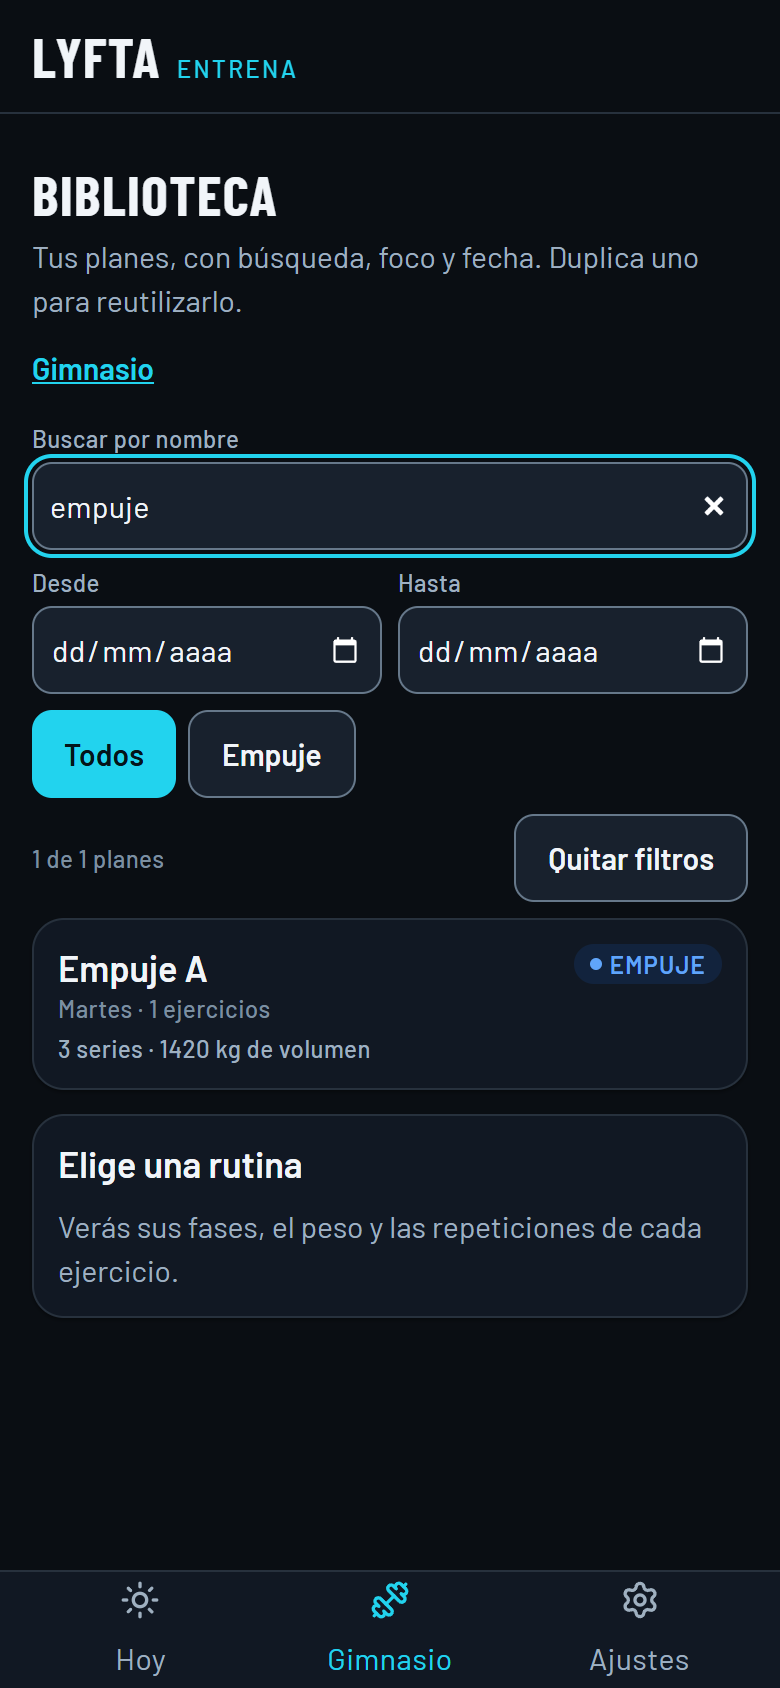 LYFTA ENTRENA
BIBLIOTECA
Tus planes, con búsqueda, foco y fecha. Duplica uno
para reutilizarlo.
Gimnasio
Buscar por nombre
empuje
Desde Hasta
dd/mm/aaaa dd/mm/aaaa
Todos Empuje
1 de 1 planes Quitar filtros
Empuje A EMPUJE
Martes · 1 ejercicios
3 series · 1420 kg de volumen
Elige una rutina
Verás sus fases, el peso y las repeticiones de cada
ejercicio.
Hoy Gimnasio Ajustes